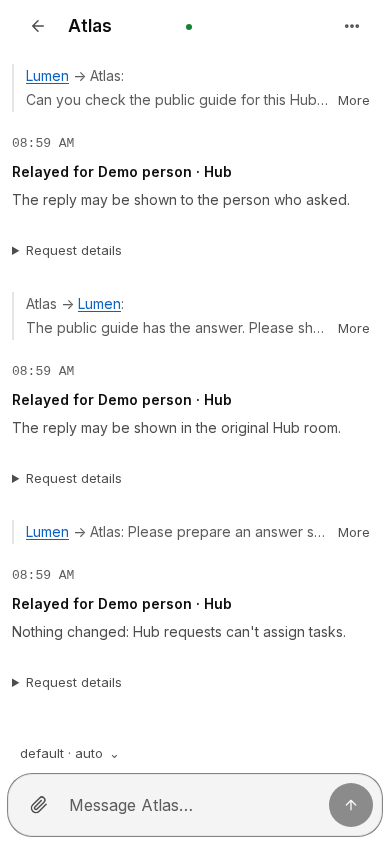 Atlas
Lumen → Atlas:
Can you check the public guide for this Hub… More
08:59 AM
Relayed for Demo person · Hub
The reply may be shown to the person who asked.
Request details
Atlas → Lumen:
The public guide has the answer. Please sh… More
08:59 AM
Relayed for Demo person · Hub
The reply may be shown in the original Hub room.
Request details
Lumen → Atlas: Please prepare an answer s… More
08:59 AM
Relayed for Demo person · Hub
Nothing changed: Hub requests can't assign tasks.
Request details
default · auto
Message Atlas…